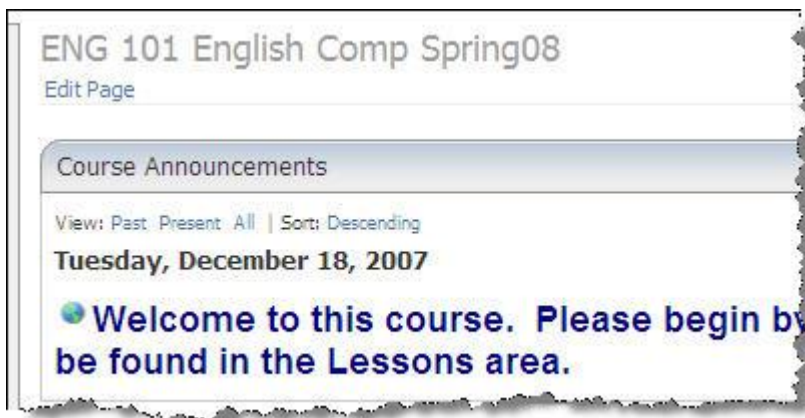 ENG 101 English Comp Spring08
Edit Page
Course Announcements
View: Past Present All | Sort: Descending
Tuesday, December 18, 2007
Welcome to this course. Please begin by
be found in the Lessons area.